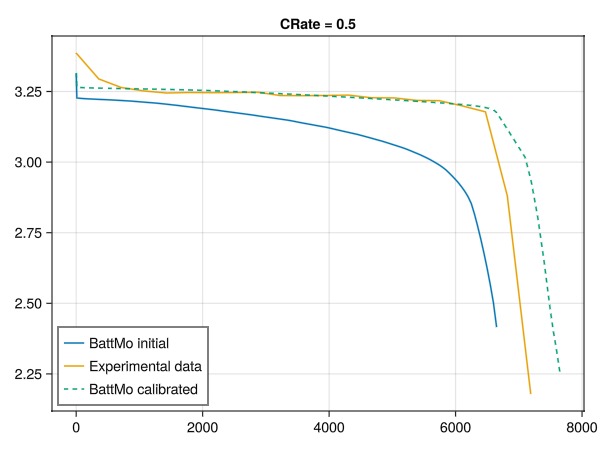 CRate = 0.5
3.25
3.00
2.75
2.50
2.25
BattMo initial
Experimental data
BattMo calibrated
0
2000
4000
6000
8000